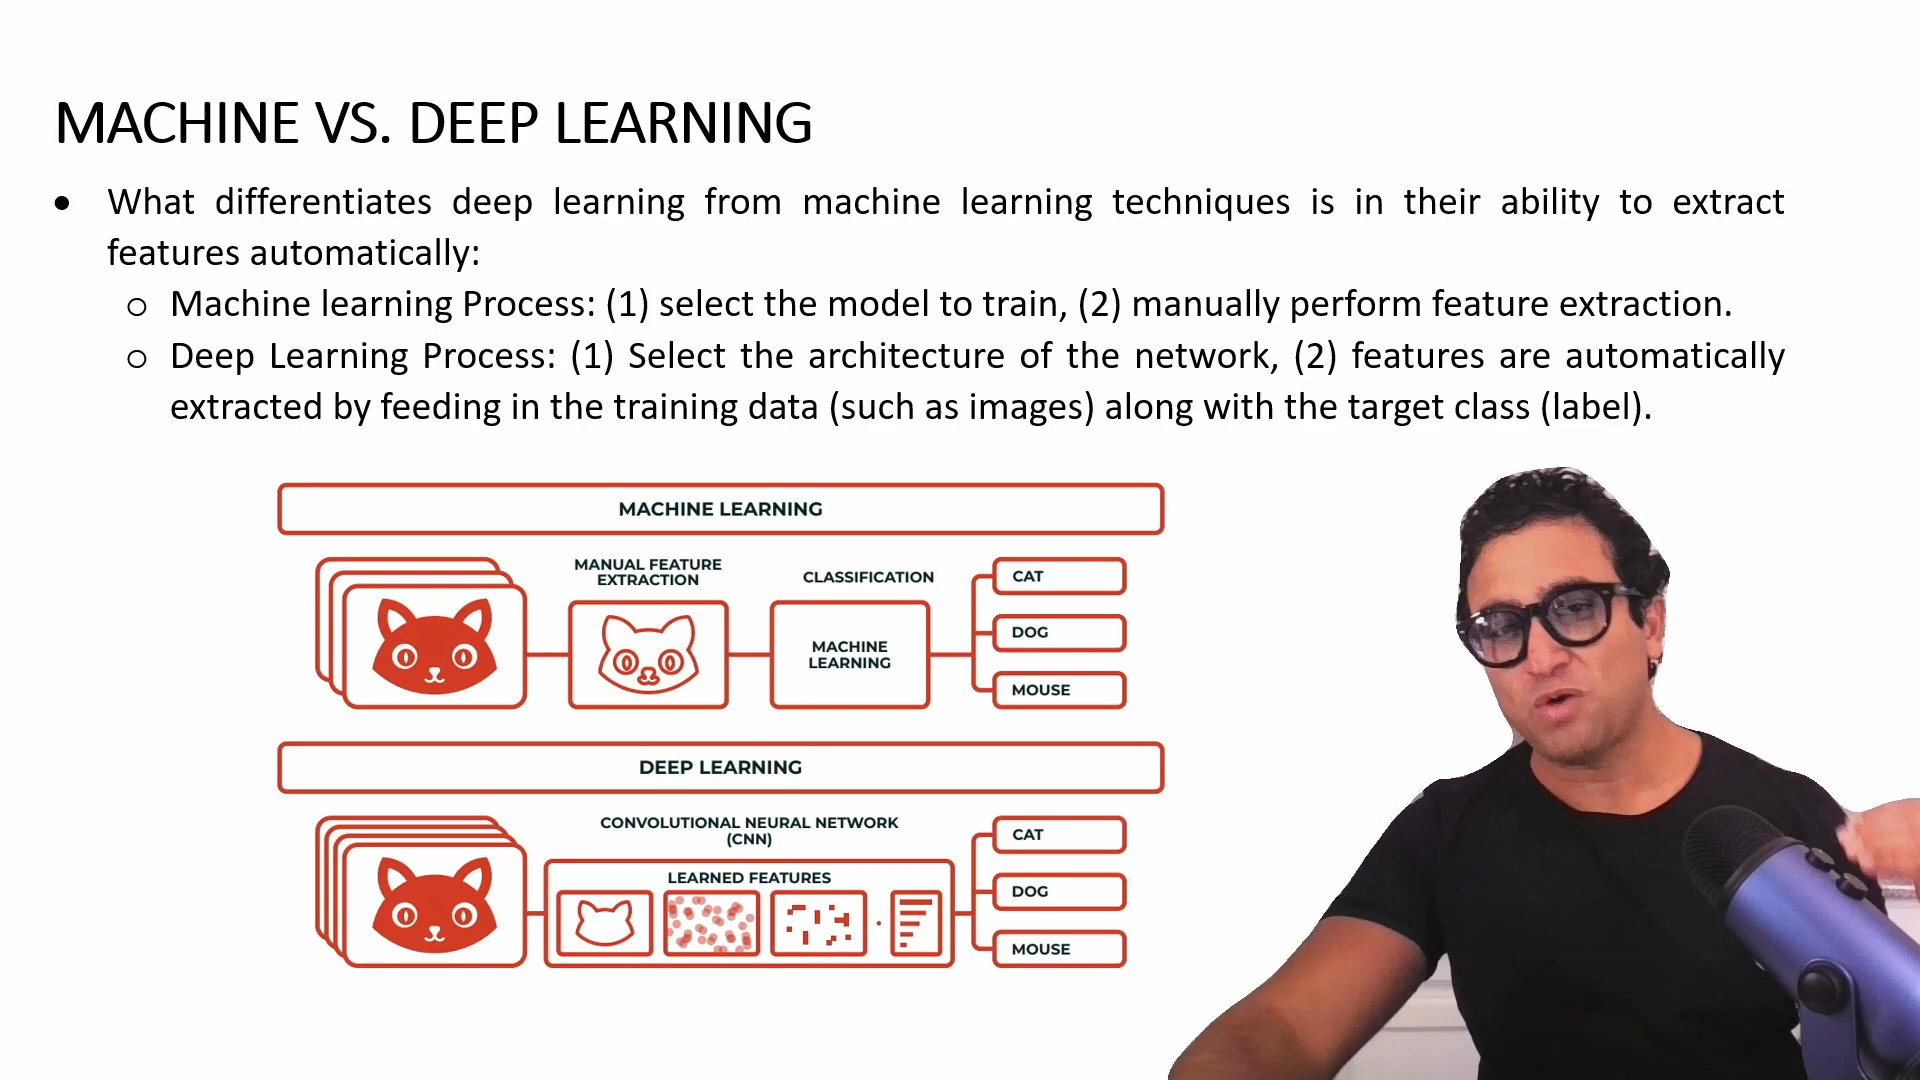 MACHINE VS. DEEP LEARNING
• What differentiates deep learning from machine learning techniques is in their ability to extract
features automatically:
o Machine learning Process: (1) select the model to train, (2) manually perform feature extraction.
o Deep Learning Process: (1) Select the architecture of the network, (2) features are automatically
extracted by feeding in the training data (such as images) along with the target class (label).
MACHINE LEARNING
MANUAL FEATURE
EXTRACTION
CLASSIFICATION
MACHINE
LEARNING
CAT
DOG
MOUSE
DEEP LEARNING
CONVOLUTIONAL NEURAL NETWORK
(CNN)
LEARNED FEATURES
CAT
DOG
MOUSE